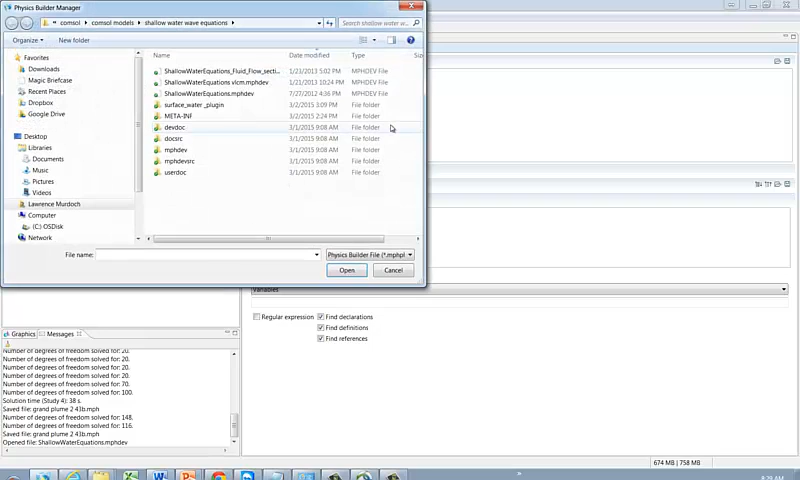 Physics Builder Manager
comsol ▸ comsol models ▸ shallow water wave equations ▸
Search shallow water w...
Organize ▾ New folder
Name Date modified Type Siz
Favorites
Downloads
Magic Briefcase
Recent Places
Dropbox
Google Drive
Desktop
Libraries
Documents
Music
Pictures
Videos
Lawrence Murdoch
Computer
(C:) OSDisk
Network
ShallowWaterEquations_Fluid_Flow_secti... 1/23/2013 5:02 PM MPHDEV File
ShallowWaterEquations vlcm.mphdev 1/21/2013 10:24 PM MPHDEV File
ShallowWaterEquations.mphdev 7/27/2012 4:36 PM MPHDEV File
surface_water _plugin 3/2/2015 3:09 PM File folder
META-INF 3/2/2015 2:24 PM File folder
devdoc 3/1/2015 9:08 AM File folder
docsrc 3/1/2015 9:08 AM File folder
mphdev 3/1/2015 9:08 AM File folder
mphdevsrc 3/1/2015 9:08 AM File folder
userdoc 3/1/2015 9:08 AM File folder
File name:
Physics Builder File (*.mphpl
Open Cancel
Variables
Regular expression Find declarations
Find definitions
Find references
Graphics Messages
Number of degrees of freedom solved for: 20.
Number of degrees of freedom solved for: 20.
Number of degrees of freedom solved for: 20.
Number of degrees of freedom solved for: 70.
Number of degrees of freedom solved for: 100.
Solution time (Study 4): 38 s.
Saved file: grand plume 2 43b.mph
Number of degrees of freedom solved for: 148.
Number of degrees of freedom solved for: 116.
Saved file: grand plume 2 43b.mph
Opened file: ShallowWaterEquations.mphdev
674 MB | 758 MB
8:29 AM